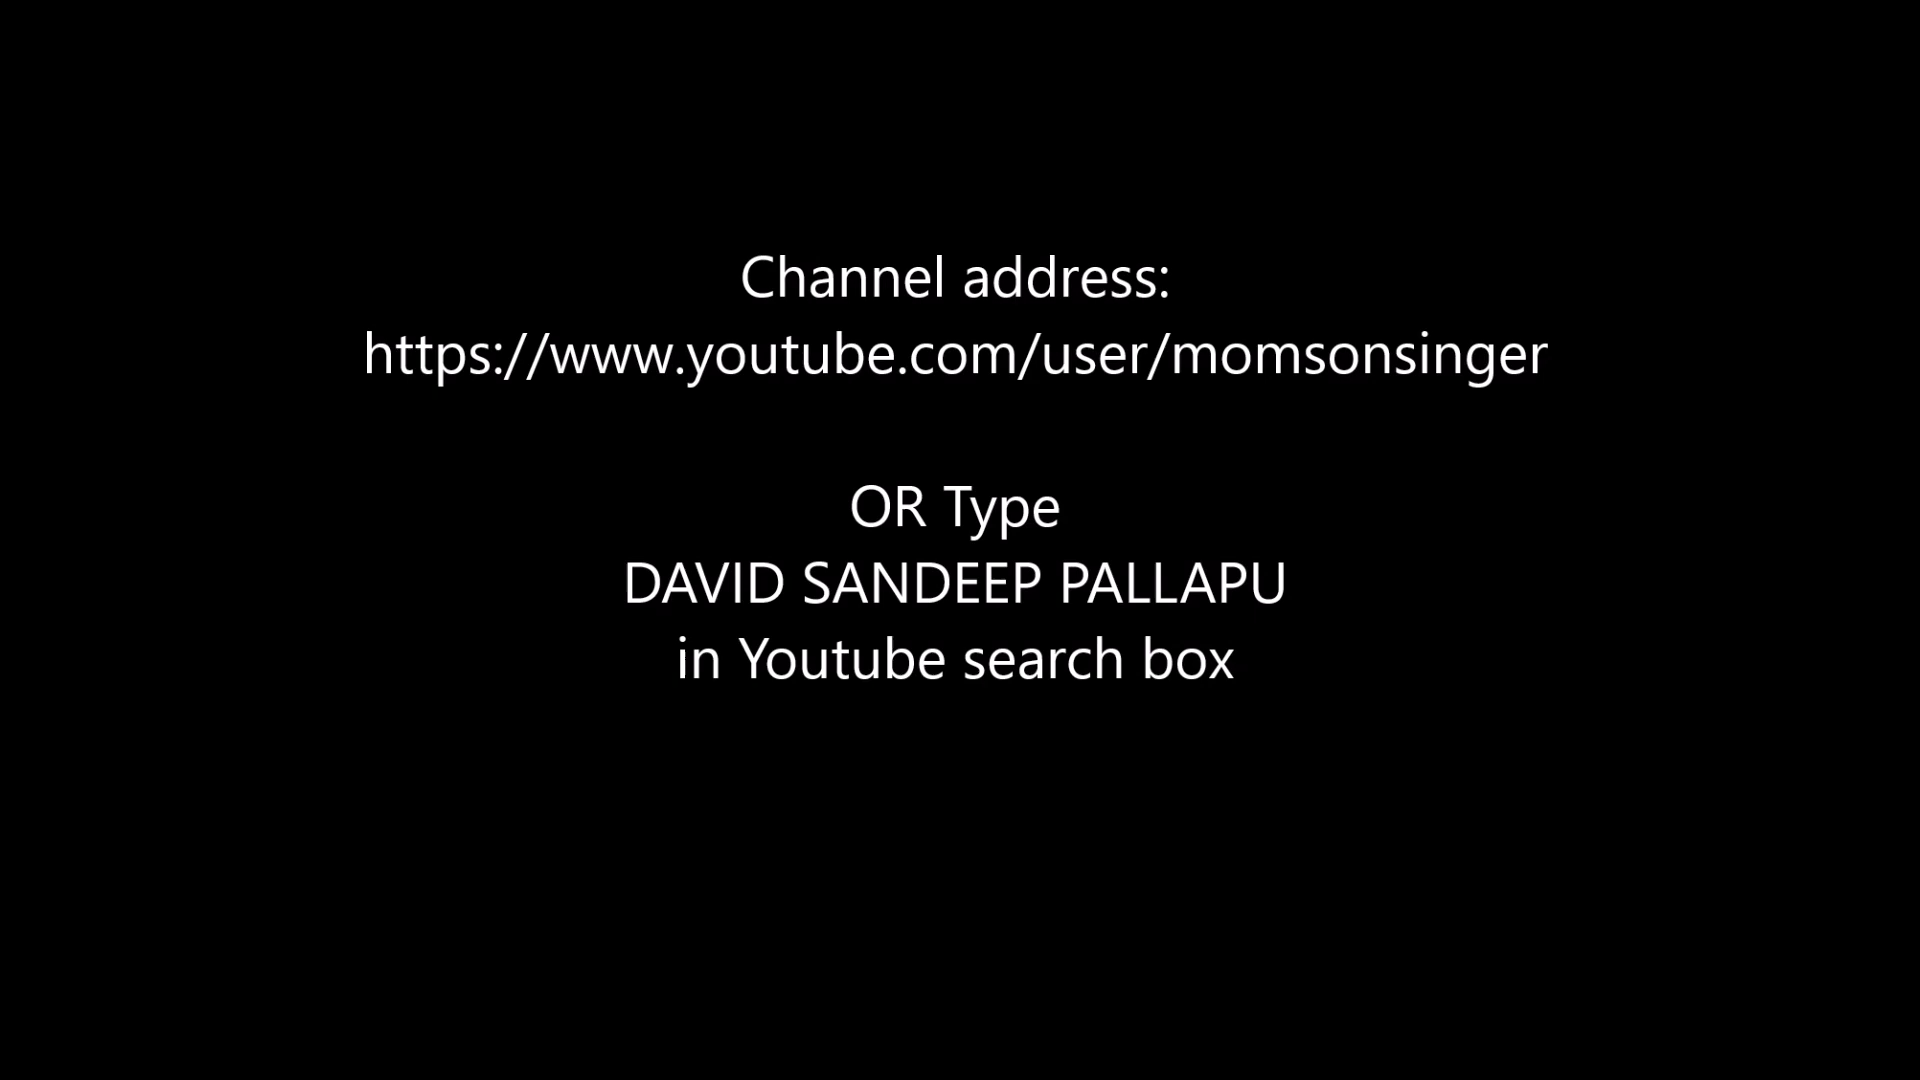 Channel address:
https://www.youtube.com/user/momsonsinger
OR Type
DAVID SANDEEP PALLAPU
in Youtube search box